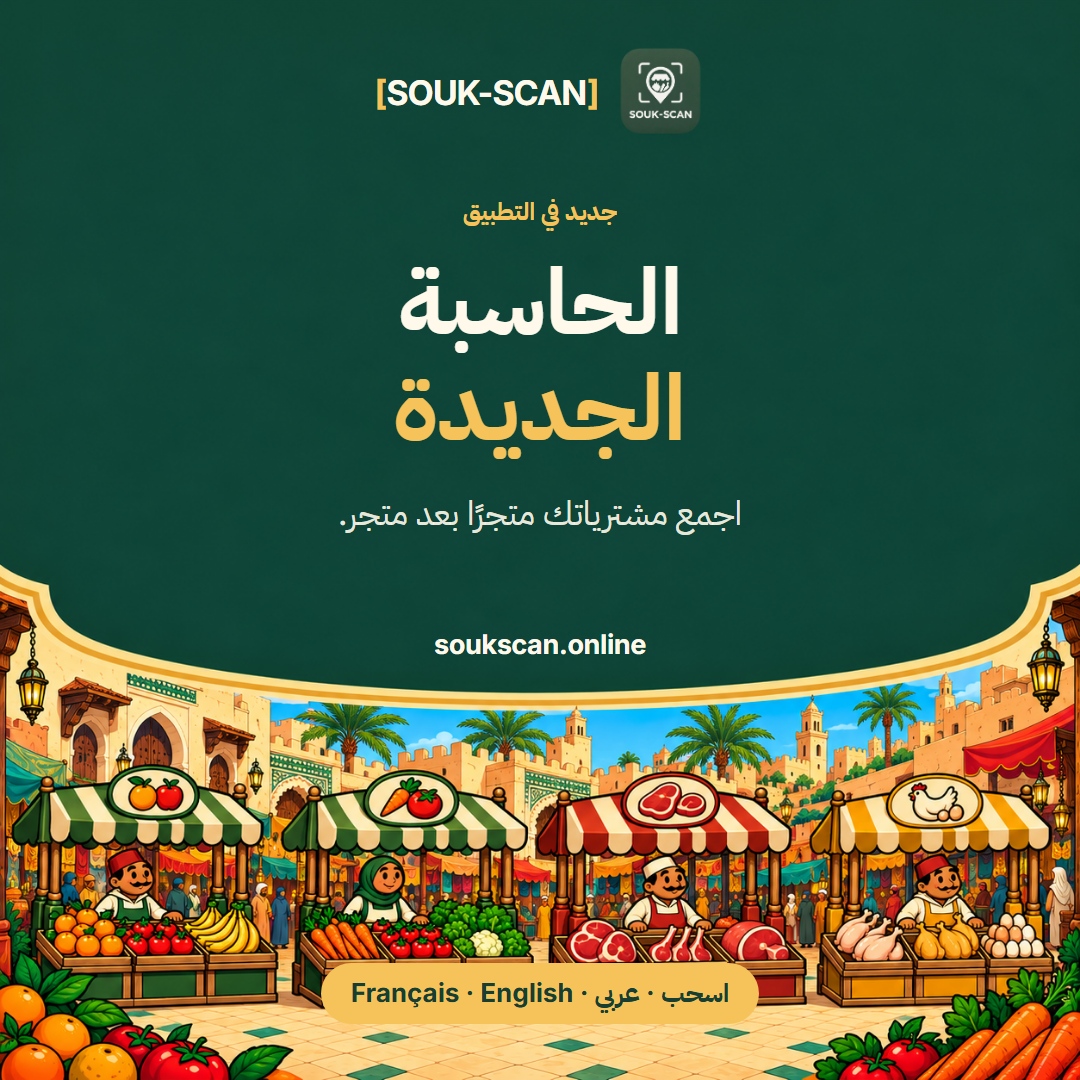 [SOUK-SCAN]
SOUK-SCAN
جديد في التطبيق
الحاسبة
الجديدة
اجمع مشترياتك متجرًا بعد متجر.
soukscan.online
Français · English · اسحب · عربي